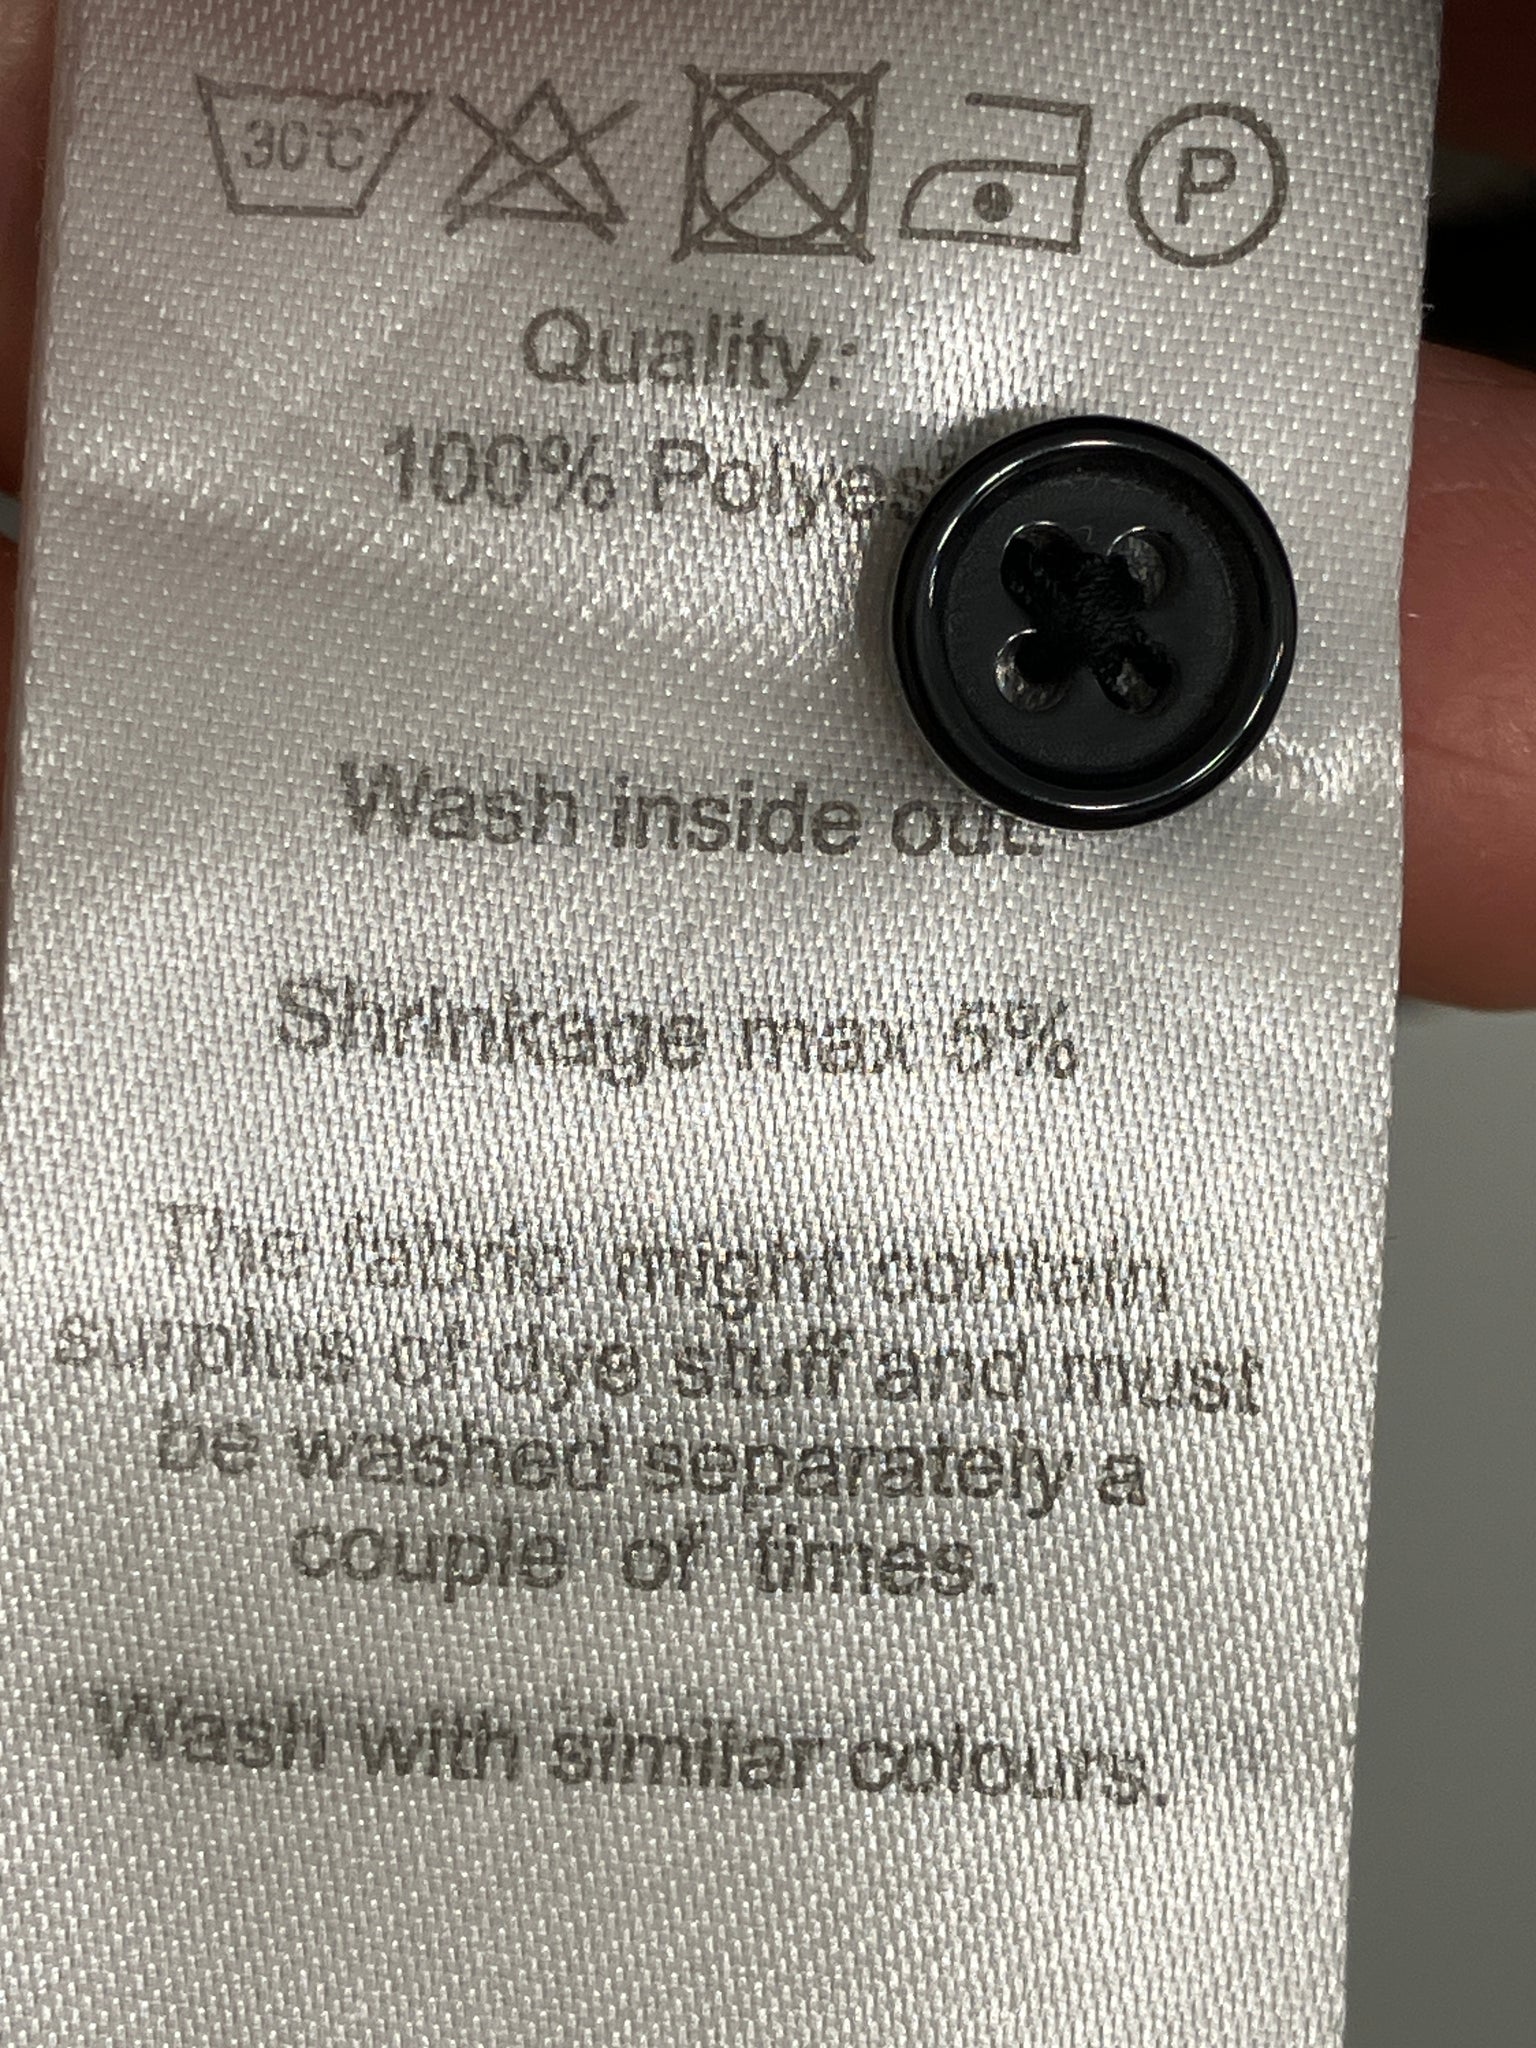 30℃
P
Quality:
100% Polyes
Wash inside out.
Shrinkage max 5%
The fabric might contain
surplus of dye stuff and must
be washed separately a
couple of times.
Wash with similar colours.